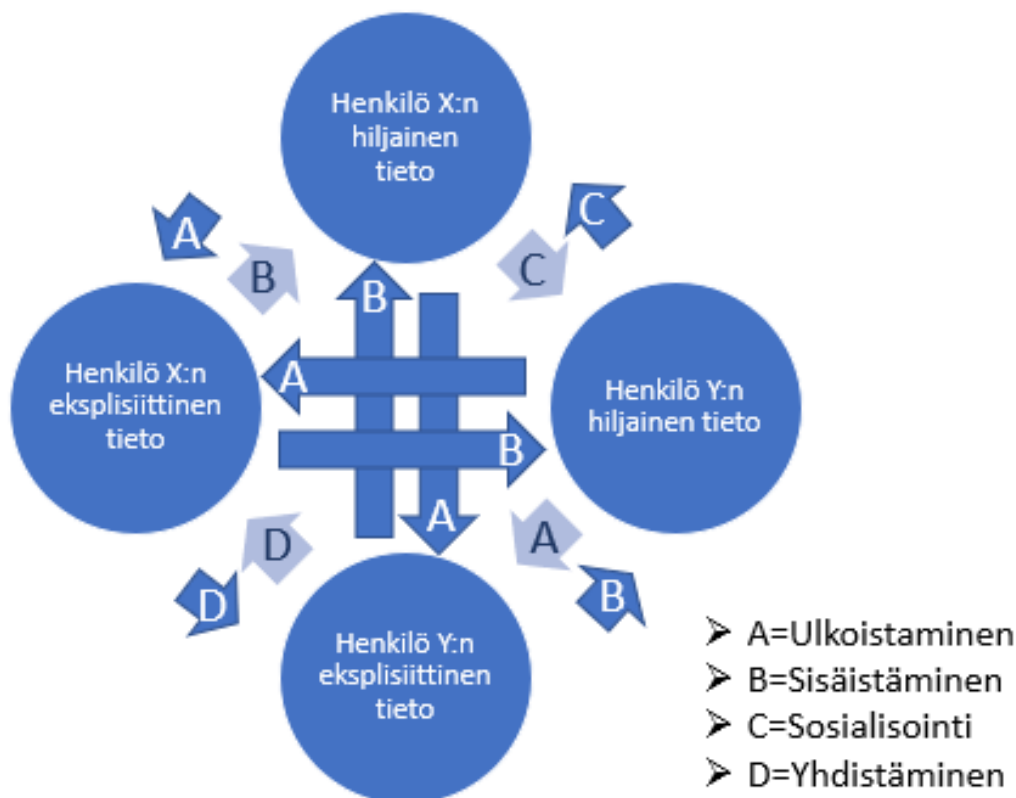 Henkilö X:n
hiljainen
tieto
C
A
C
B
B
Henkilö X:n
eksplisiittinen
tieto
A
Henkilö Y:n
hiljainen tieto
B
A
A
D
B
D
Henkilö Y:n
eksplisiittinen
tieto
➢ A=Ulkoistaminen
➢ B=Sisäistäminen
➢ C=Sosialisointi
➢ D=Yhdistäminen